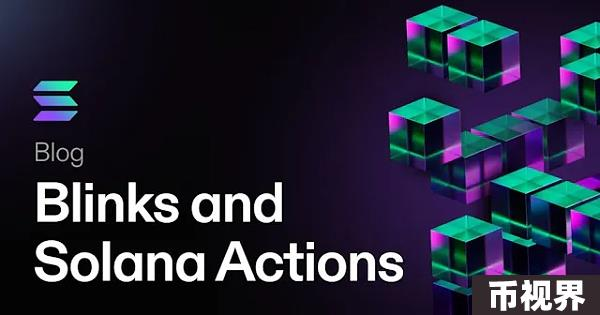 Blog
Blinks and
Solana Actions
币视界